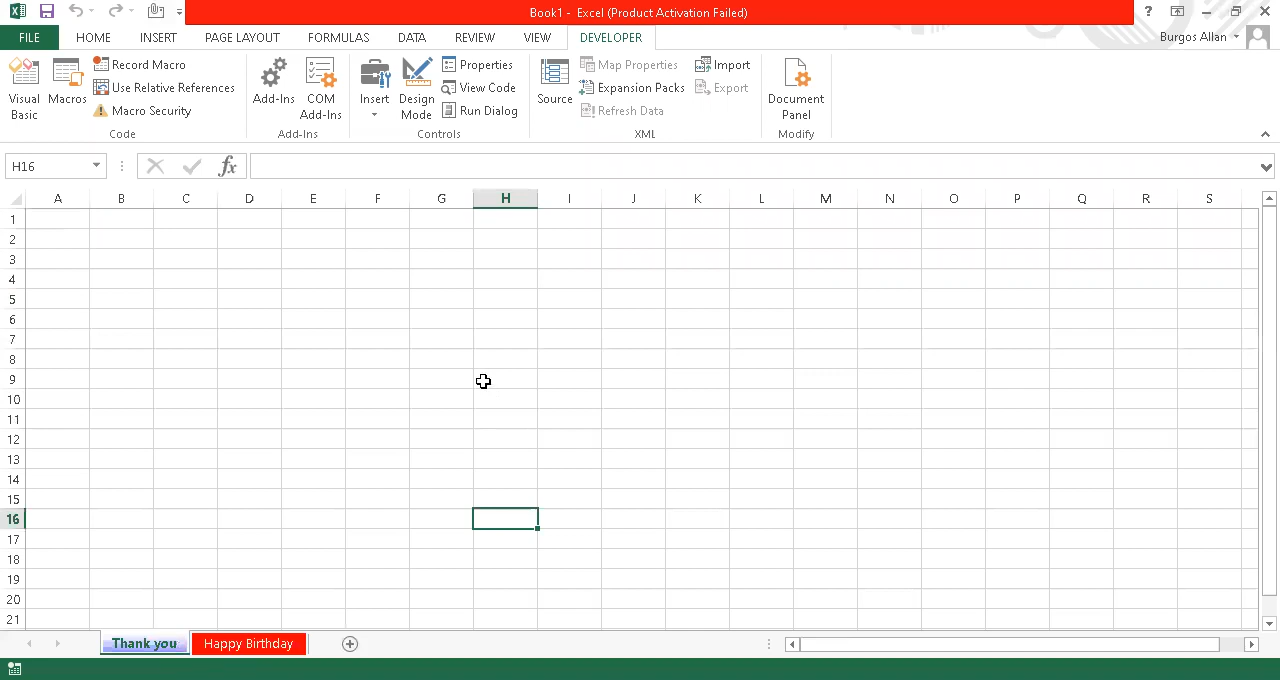 Book1 - Excel (Product Activation Failed)
?
FILE HOME INSERT PAGE LAYOUT FORMULAS DATA REVIEW VIEW DEVELOPER Burgos Allan
Visual Basic
Macros
Record Macro
Use Relative References
Macro Security
Code
Add-Ins
COM Add-Ins
Add-Ins
Insert
Design Mode
Properties
View Code
Run Dialog
Controls
Source
Map Properties
Expansion Packs
Refresh Data
Import
Export
XML
Document Panel
Modify
H16
fx
A B C D E F G H I J K L M N O P Q R S
1
2
3
4
5
6
7
8
9
10
11
12
13
14
15
16
17
18
19
20
21
Thank you Happy Birthday